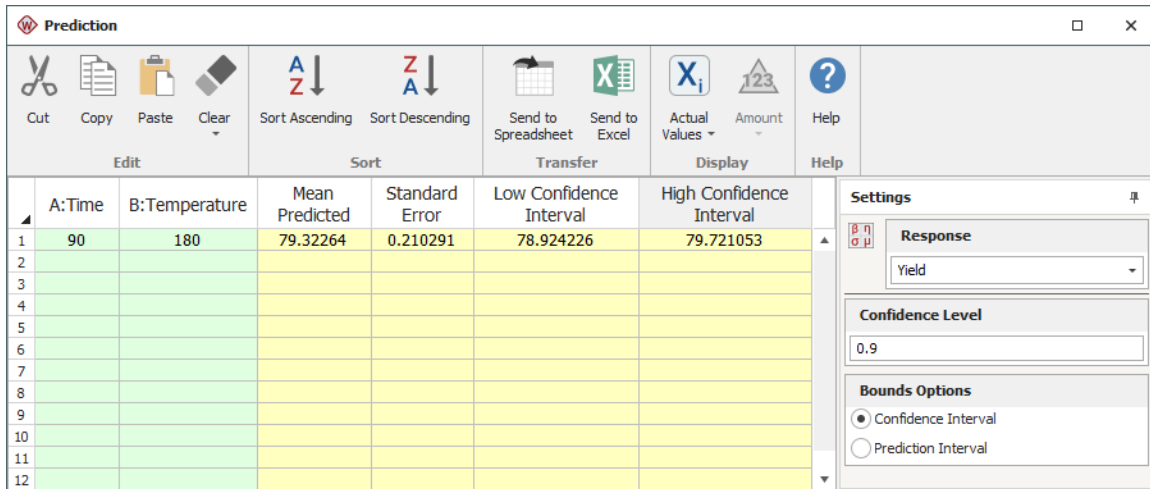 Prediction
Cut Copy Paste Clear Sort Ascending Sort Descending Send to Spreadsheet Send to Excel Actual Values Amount Help
Edit Sort Transfer Display Help
A:Time B:Temperature Mean Predicted Standard Error Low Confidence Interval High Confidence Interval
1 90 180 79.32264 0.210291 78.924226 79.721053
2
3
4
5
6
7
8
9
10
11
12
Settings
Response
Yield
Confidence Level
0.9
Bounds Options
Confidence Interval
Prediction Interval